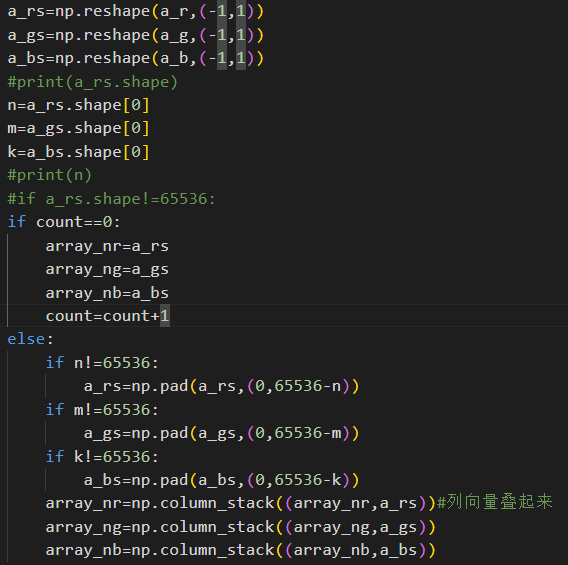 a_rs=np.reshape(a_r,(-1,1))
a_gs=np.reshape(a_g,(-1,1))
a_bs=np.reshape(a_b,(-1,1))
#print(a_rs.shape)
n=a_rs.shape[0]
m=a_gs.shape[0]
k=a_bs.shape[0]
#print(n)
#if a_rs.shape!=65536:
if count==0:
    array_nr=a_rs
    array_ng=a_gs
    array_nb=a_bs
    count=count+1
else:
    if n!=65536:
        a_rs=np.pad(a_rs,(0,65536-n))
    if m!=65536:
        a_gs=np.pad(a_gs,(0,65536-m))
    if k!=65536:
        a_bs=np.pad(a_bs,(0,65536-k))
    array_nr=np.column_stack((array_nr,a_rs))#列向量叠起来
    array_ng=np.column_stack((array_ng,a_gs))
    array_nb=np.column_stack((array_nb,a_bs))